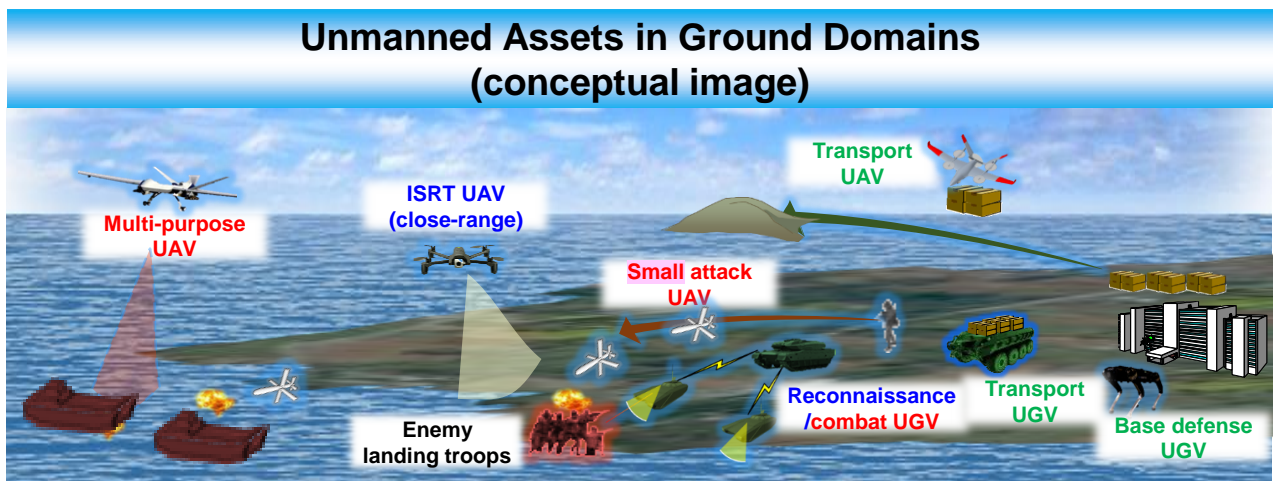 Unmanned Assets in Ground Domains
(conceptual image)
Transport
UAV
ISRT UAV
(close-range)
Multi-purpose
UAV
Small attack
UAV
Reconnaissance
/combat UGV
Transport
UGV
Base defense
UGV
Enemy
landing troops